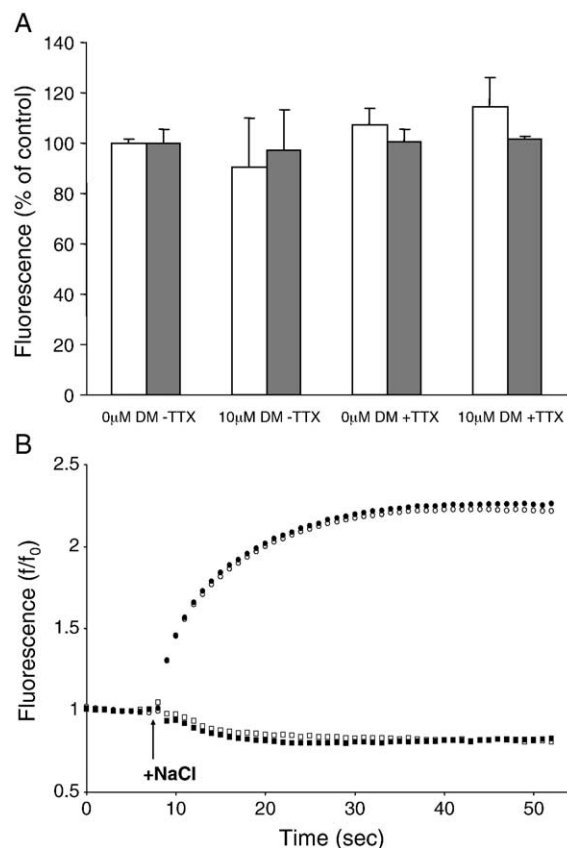 A
Fluorescence (% of control)
140
120
100
80
60
40
20
0
0μM DM -TTX 10μM DM -TTX 0μM DM +TTX 10μM DM +TTX
B
Fluorescence (f/f₀)
2.5
2
1.5
1
0.5
+NaCl
0 10 20 30 40 50
Time (sec)